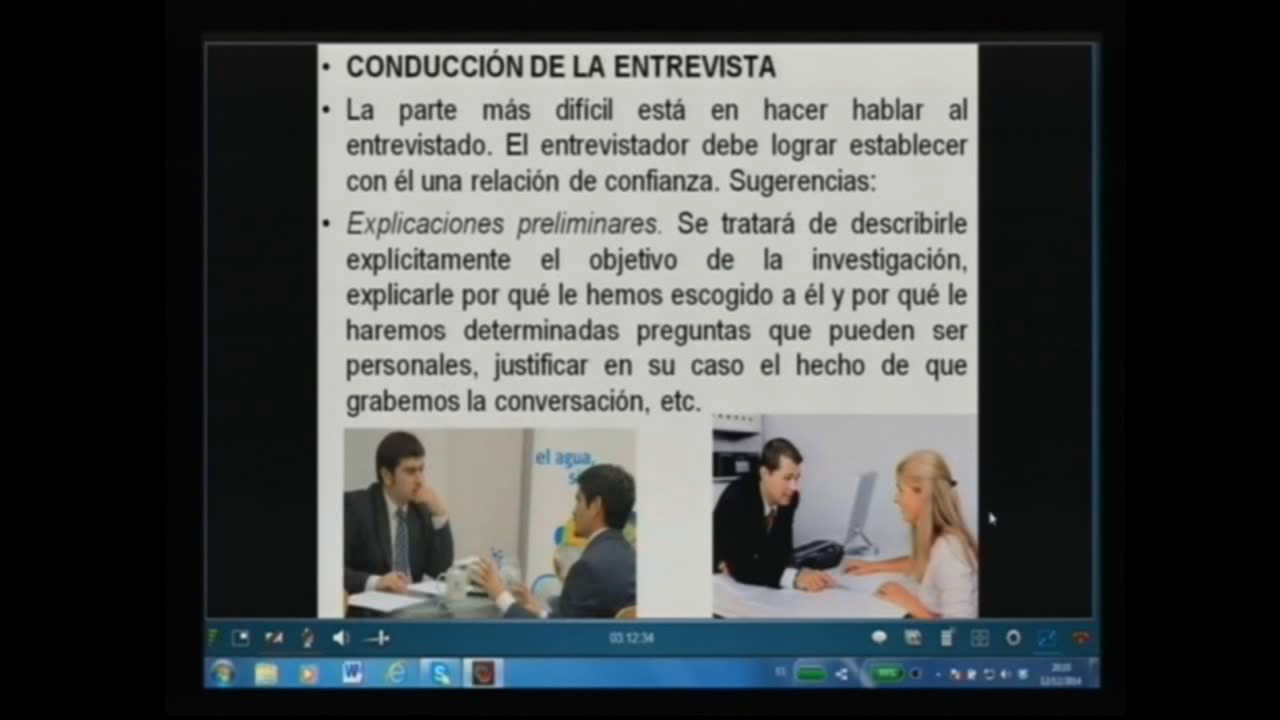 • CONDUCCIÓN DE LA ENTREVISTA
• La parte más difícil está en hacer hablar al
entrevistado. El entrevistador debe lograr establecer
con él una relación de confianza. Sugerencias:
• Explicaciones preliminares. Se tratará de describirle
explícitamente el objetivo de la investigación,
explicarle por qué le hemos escogido a él y por qué le
haremos determinadas preguntas que pueden ser
personales, justificar en su caso el hecho de que
grabemos la conversación, etc.
el agua,
03:12:34